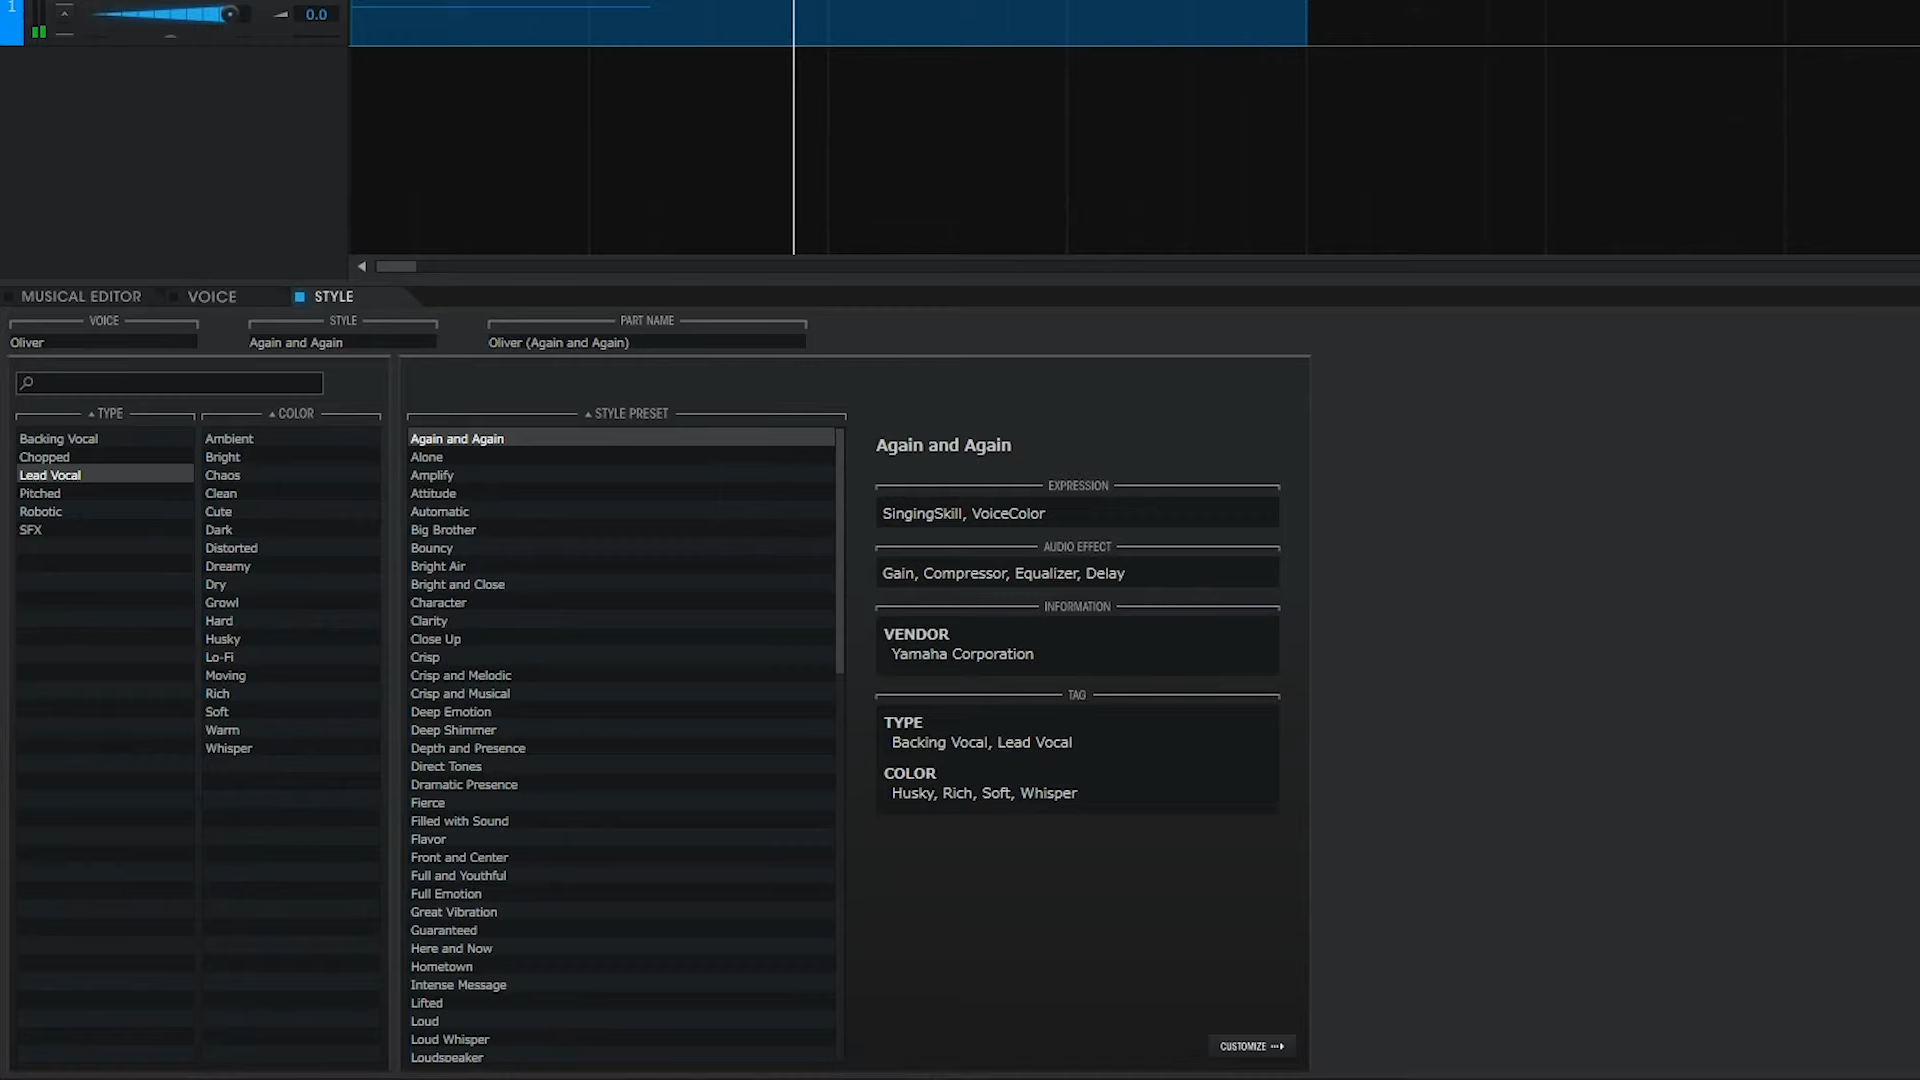 1
0.0
MUSICAL EDITOR
VOICE
STYLE
VOICE
STYLE
PART NAME
Oliver
Again and Again
Oliver (Again and Again)
TYPE
COLOR
Backing Vocal
Chopped
Lead Vocal
Pitched
Robotic
SFX
Ambient
Bright
Chaos
Clean
Cute
Dark
Distorted
Dreamy
Dry
Growl
Hard
Husky
Lo-Fi
Moving
Rich
Soft
Warm
Whisper
STYLE PRESET
Again and Again
Alone
Amplify
Attitude
Automatic
Big Brother
Bouncy
Bright Air
Bright and Close
Character
Clarity
Close Up
Crisp
Crisp and Melodic
Crisp and Musical
Deep Emotion
Deep Shimmer
Depth and Presence
Direct Tones
Dramatic Presence
Fierce
Filled with Sound
Flavor
Front and Center
Full and Youthful
Full Emotion
Great Vibration
Guaranteed
Here and Now
Hometown
Intense Message
Lifted
Loud
Loud Whisper
Loudspeaker
Again and Again
EXPRESSION
SingingSkill, VoiceColor
AUDIO EFFECT
Gain, Compressor, Equalizer, Delay
INFORMATION
VENDOR
Yamaha Corporation
TAG
TYPE
Backing Vocal, Lead Vocal
COLOR
Husky, Rich, Soft, Whisper
CUSTOMIZE